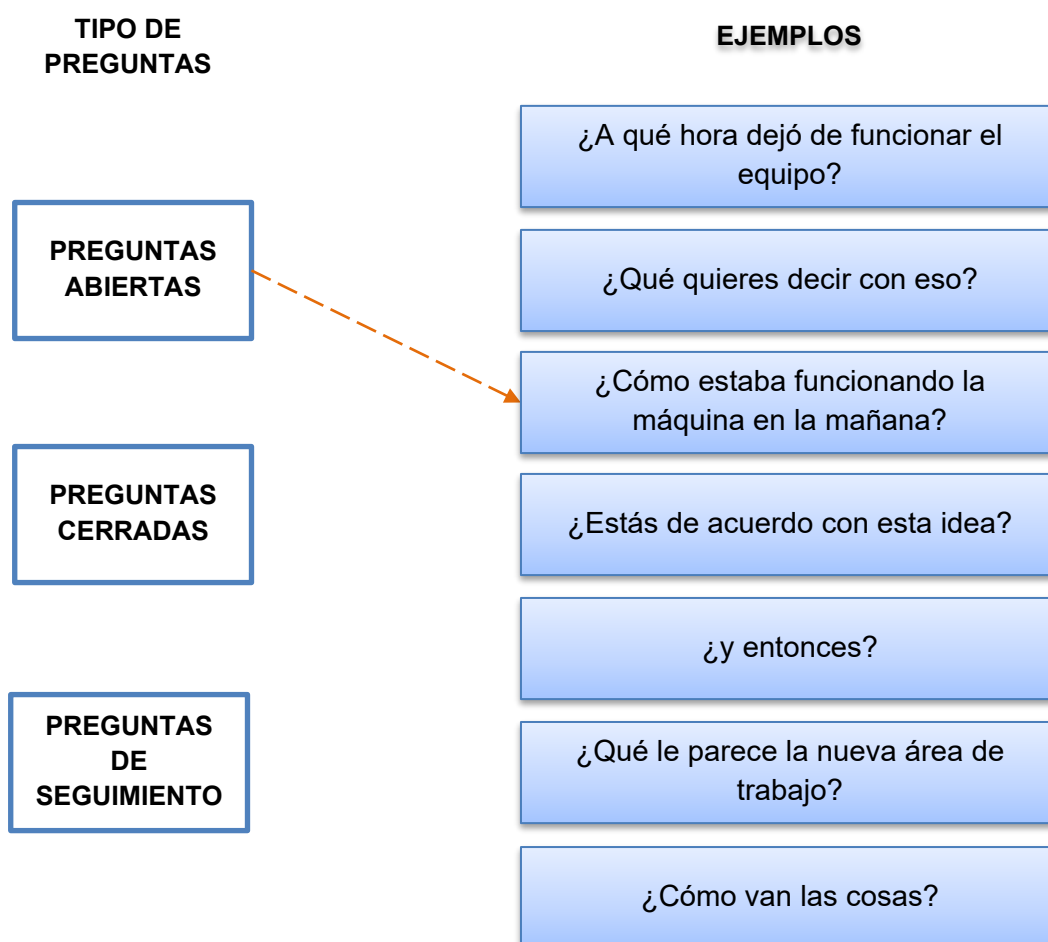 TIPO DE
PREGUNTAS
EJEMPLOS
¿A qué hora dejó de funcionar el
equipo?
PREGUNTAS
ABIERTAS
¿Qué quieres decir con eso?
¿Cómo estaba funcionando la
máquina en la mañana?
PREGUNTAS
CERRADAS
¿Estás de acuerdo con esta idea?
¿y entonces?
PREGUNTAS
DE
SEGUIMIENTO
¿Qué le parece la nueva área de
trabajo?
¿Cómo van las cosas?